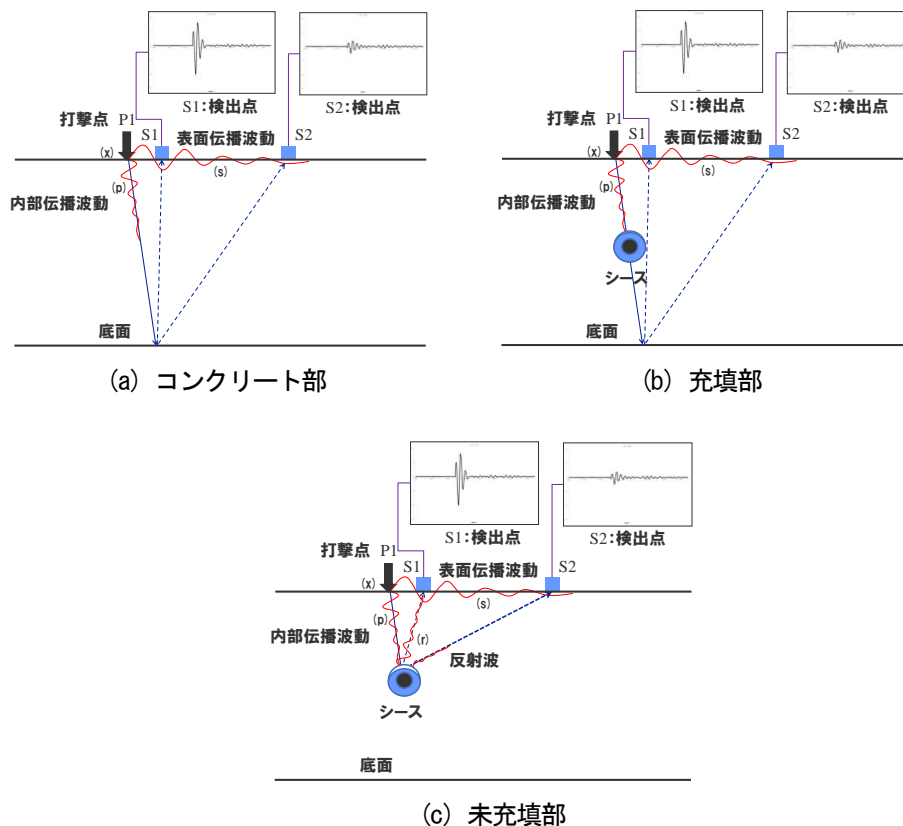 S1:検出点
S2:検出点
打撃点 P1
S1
表面伝播波動
S2
(x)
(s)
(p)
内部伝播波動
底面
(a) コンクリート部
S1:検出点
S2:検出点
打撃点 P1
S1
表面伝播波動
S2
(x)
(s)
(p)
内部伝播波動
シース
底面
(b) 充填部
S1:検出点
S2:検出点
打撃点 P1
S1
表面伝播波動
S2
(x)
(s)
(p)
内部伝播波動
(r)
反射波
シース
底面
(c) 未充填部